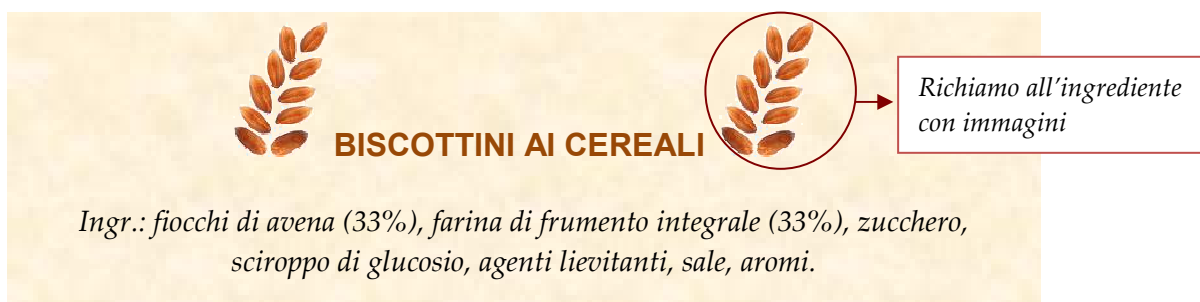 Richiamo all’ingrediente
con immagini
BISCOTTINI AI CEREALI
Ingr.: fiocchi di avena (33%), farina di frumento integrale (33%), zucchero,
sciroppo di glucosio, agenti lievitanti, sale, aromi.